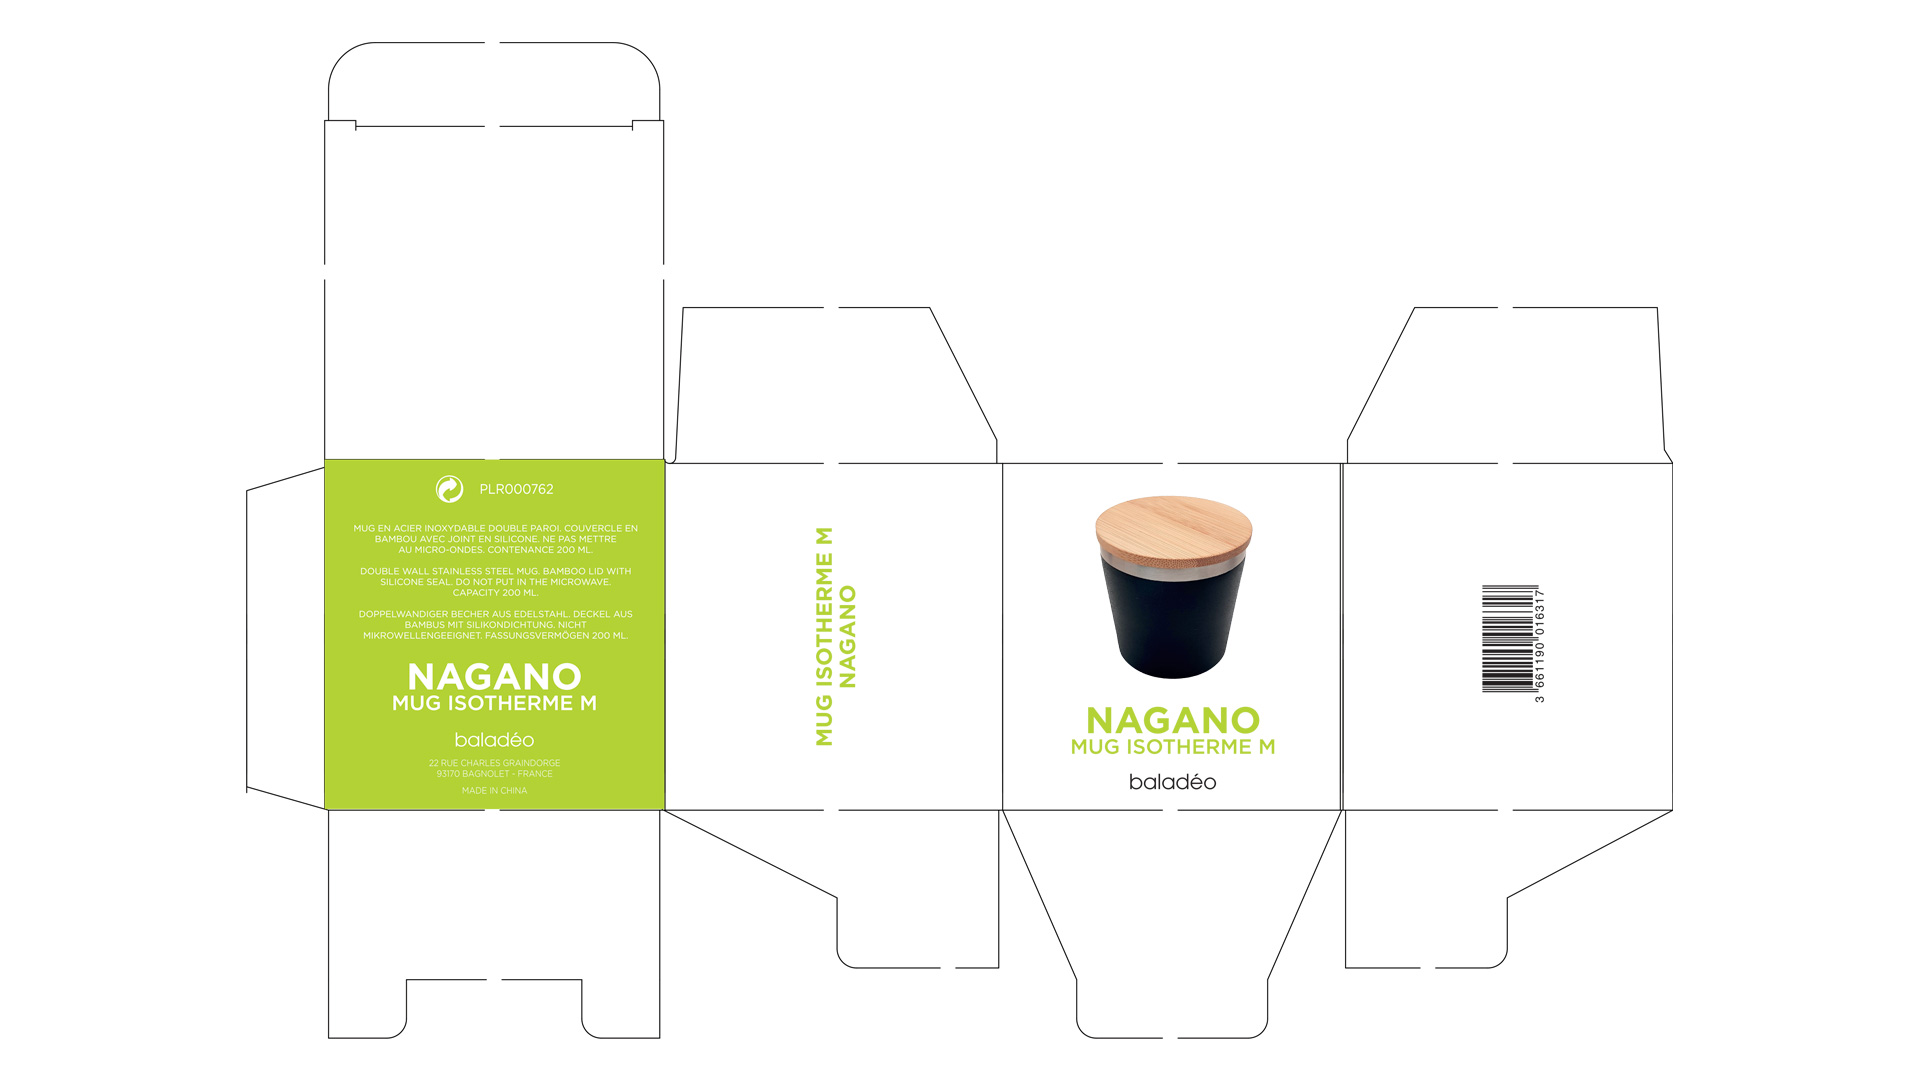 PLR000762
MUG EN ACIER INOXYDABLE DOUBLE PAROI. COUVERCLE EN
BAMBOU AVEC JOINT EN SILICONE. NE PAS METTRE
AU MICRO-ONDES. CONTENANCE 200 ML.
DOUBLE WALL STAINLESS STEEL MUG. BAMBOO LID WITH
SILICONE SEAL. DO NOT PUT IN THE MICROWAVE.
CAPACITY 200 ML.
DOPPELWANDIGER BECHER AUS EDELSTAHL. DECKEL AUS
BAMBUS MIT SILIKONDICHTUNG. NICHT
MIKROWELLENGEEIGNET. FASSUNGSVERMÖGEN 200 ML.
NAGANO
MUG ISOTHERME M
baladéo
22 RUE CHARLES GRAINDORGE
93170 BAGNOLET - FRANCE
MADE IN CHINA
MUG ISOTHERME M
NAGANO
NAGANO
MUG ISOTHERME M
baladéo
3 661190 016317